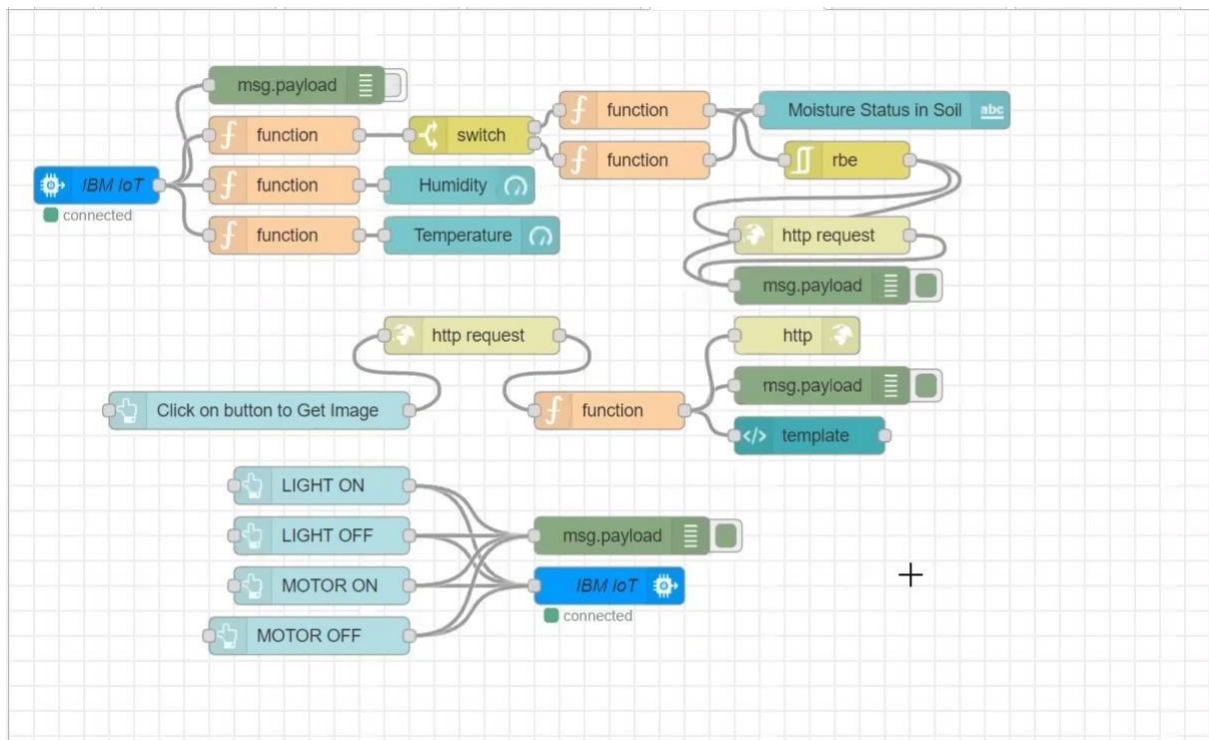 msg.payload
function
switch
function
Moisture Status in Soil
abc
function
rbe
IBM IoT
connected
function
Humidity
function
Temperature
http request
msg.payload
http request
http
msg.payload
Click on button to Get Image
function
template
LIGHT ON
LIGHT OFF
msg.payload
MOTOR ON
IBM IoT
connected
MOTOR OFF